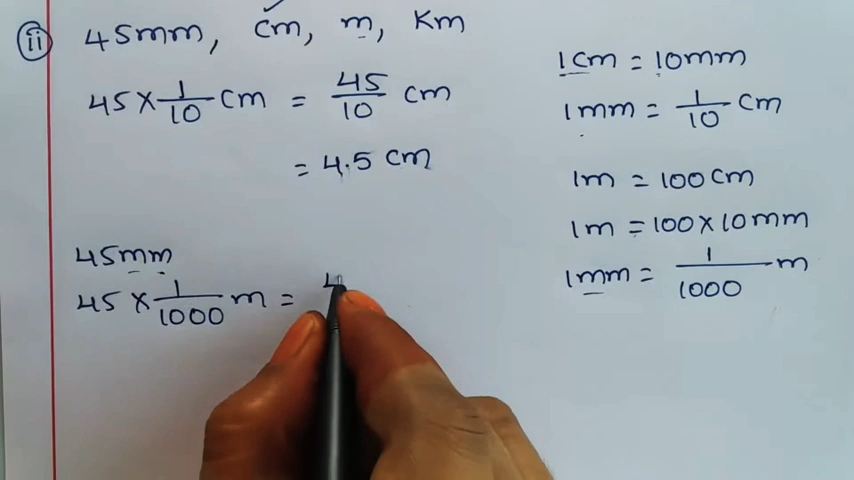 ii 45mm, cm, m, Km
45 × 1/10 cm = 45/10 cm
= 4.5 cm
45mm
45 × 1/1000 m = 4
1cm = 10mm
1mm = 1/10 cm
1m = 100cm
1m = 100 × 10mm
1mm = 1/1000 m